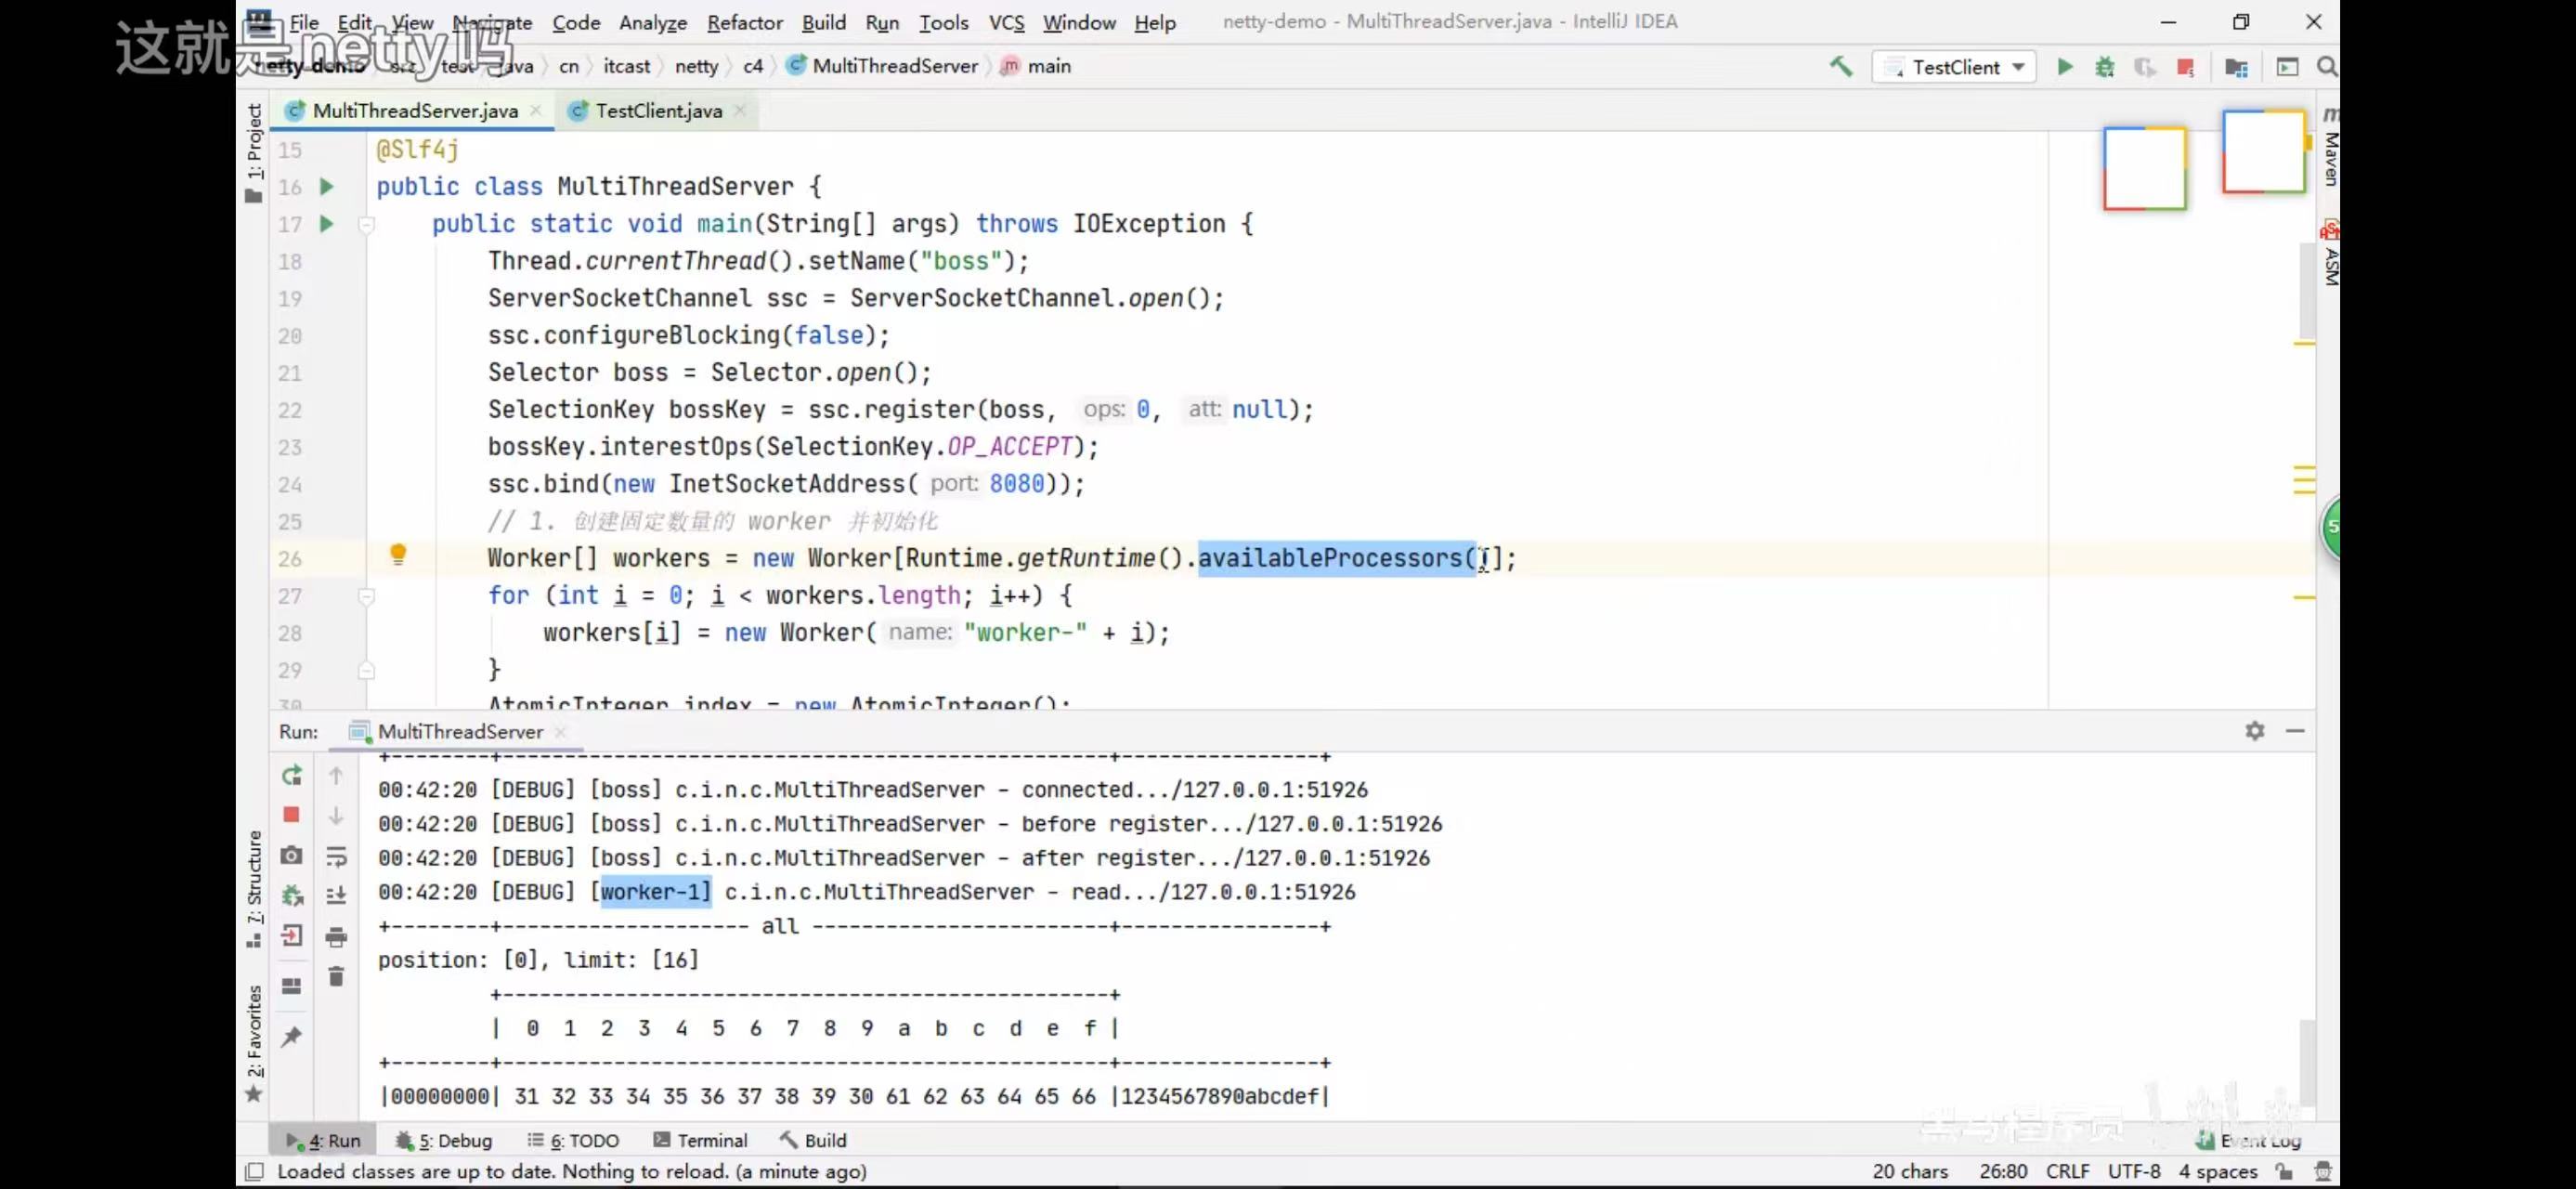 这就是netty吗
File Edit View Navigate Code Analyze Refactor Build Run Tools VCS Window Help netty-demo - MultiThreadServer.java - IntelliJ IDEA
netty-demo src test java cn itcast netty c4 MultiThreadServer main TestClient
MultiThreadServer.java TestClient.java
1: Project
Maven
ASM
15 @Slf4j
16 public class MultiThreadServer {
17 public static void main(String[] args) throws IOException {
18 Thread.currentThread().setName("boss");
19 ServerSocketChannel ssc = ServerSocketChannel.open();
20 ssc.configureBlocking(false);
21 Selector boss = Selector.open();
22 SelectionKey bossKey = ssc.register(boss, ops: 0, att: null);
23 bossKey.interestOps(SelectionKey.OP_ACCEPT);
24 ssc.bind(new InetSocketAddress( port: 8080));
25 // 1. 创建固定数量的 worker 并初始化
26 Worker[] workers = new Worker[Runtime.getRuntime().availableProcessors()];
27 for (int i = 0; i < workers.length; i++) {
28 workers[i] = new Worker( name: "worker-" + i);
29 }
30 AtomicInteger index = new AtomicInteger();
Run: MultiThreadServer
+--------+-------------------------------------------------+----------------+
00:42:20 [DEBUG] [boss] c.i.n.c.MultiThreadServer - connected.../127.0.0.1:51926
00:42:20 [DEBUG] [boss] c.i.n.c.MultiThreadServer - before register.../127.0.0.1:51926
00:42:20 [DEBUG] [boss] c.i.n.c.MultiThreadServer - after register.../127.0.0.1:51926
00:42:20 [DEBUG] [worker-1] c.i.n.c.MultiThreadServer - read.../127.0.0.1:51926
+--------+-------------------- all ------------------------+----------------+
position: [0], limit: [16]
+-------------------------------------------------+
| 0 1 2 3 4 5 6 7 8 9 a b c d e f |
+--------+-------------------------------------------------+----------------+
|00000000| 31 32 33 34 35 36 37 38 39 30 61 62 63 64 65 66 |1234567890abcdef|
7: Structure
2: Favorites
黑马程序员
4: Run 5: Debug 6: TODO Terminal Build Event Log
Loaded classes are up to date. Nothing to reload. (a minute ago) 20 chars 26:80 CRLF UTF-8 4 spaces